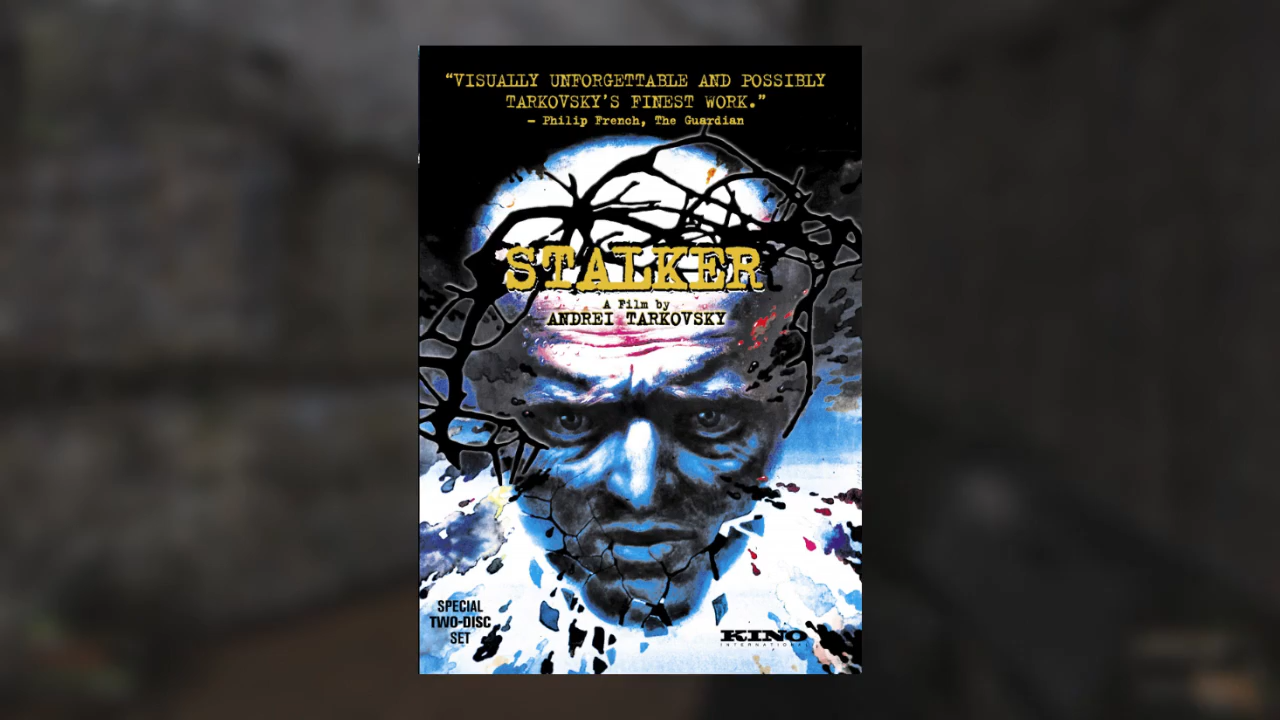 “VISUALLY UNFORGETTABLE AND POSSIBLY
TARKOVSKY’S FINEST WORK.”
– Philip French, The Guardian
STALKER
A Film by
ANDREI TARKOVSKY
SPECIAL
TWO-DISC
SET
KINO
INTERNATIONAL